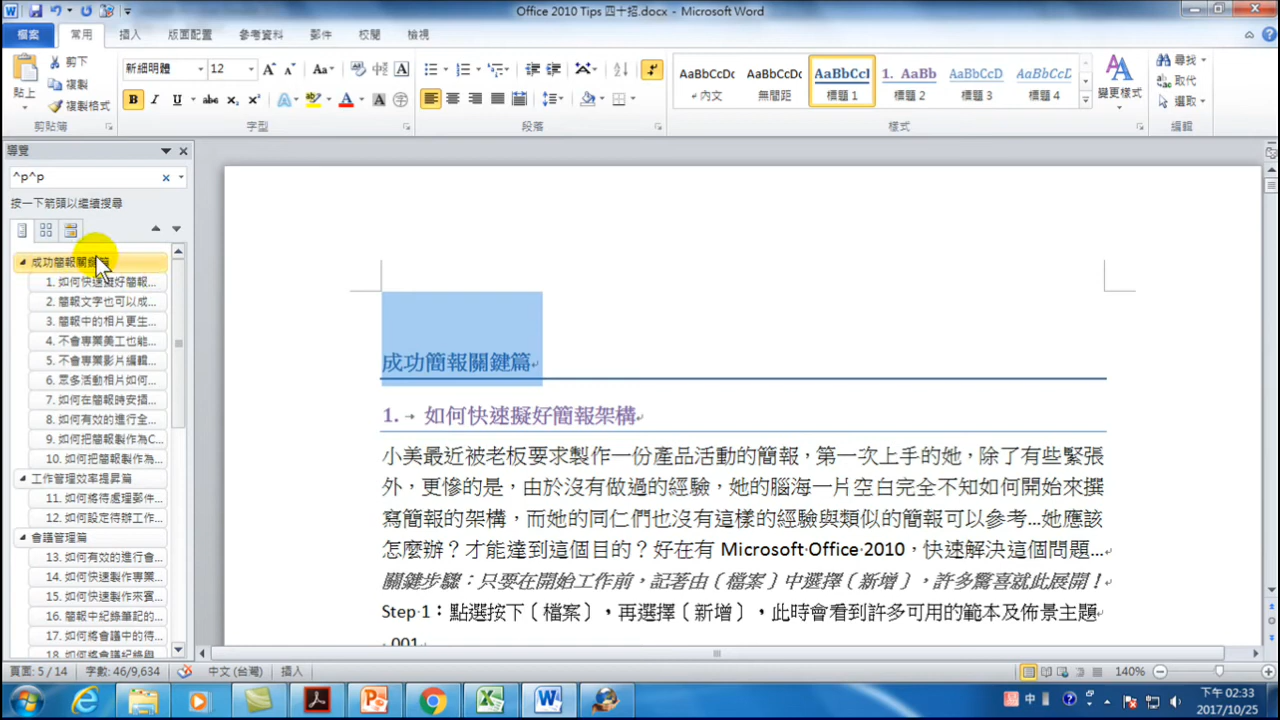 Office 2010 Tips 四十招.docx - Microsoft Word
檔案 常用 插入 版面配置 參考資料 郵件 校閱 檢視
貼上 剪下 複製 複製格式 剪貼簿
新細明體 12 字型
段落
AaBbCcDc 內文 AaBbCcDc 無間距 AaBbCcI 標題 1 1. AaBb 標題 2 AaBbCcD 標題 3 AaBbCcDc 標題 4 變更樣式 樣式
尋找 取代 選取 編輯
導覽
^p^p
按一下箭頭以繼續搜尋
成功簡報關鍵篇
1. 如何快速擬好簡報...
2. 簡報文字也可以成...
3. 簡報中的相片更生...
4. 不會專業美工也能...
5. 不會專業影片編輯...
6. 眾多活動相片如何...
7. 如何在簡報時安插...
8. 如何有效的進行全...
9. 如何把簡報製作為C...
10. 如何把簡報製作為...
工作管理效率提昇篇
11. 如何將待處理郵件...
12. 如何設定待辦工作...
會議管理篇
13. 如何有效的進行會...
14. 如何快速製作專業...
15. 如何快速製作來賓...
16. 簡報中紀錄筆記的...
17. 如何將會議中的待...
18. 如何將會議紀錄與...
成功簡報關鍵篇
1. 如何快速擬好簡報架構
小美最近被老板要求製作一份產品活動的簡報，第一次上手的她，除了有些緊張
外，更慘的是，由於沒有做過的經驗，她的腦海一片空白完全不知如何開始來撰
寫簡報的架構，而她的同仁們也沒有這樣的經驗與類似的簡報可以參考…她應該
怎麼辦？才能達到這個目的？好在有 Microsoft Office 2010，快速解決這個問題…
關鍵步驟：只要在開始工作前，記著由〔檔案〕中選擇〔新增〕，許多驚喜就此展開！
Step 1：點選按下〔檔案〕，再選擇〔新增〕，此時會看到許多可用的範本及佈景主題
001
頁面: 5 / 14 字數: 46/9,634 中文 (台灣) 插入 140%
中 下午 02:33
2017/10/25